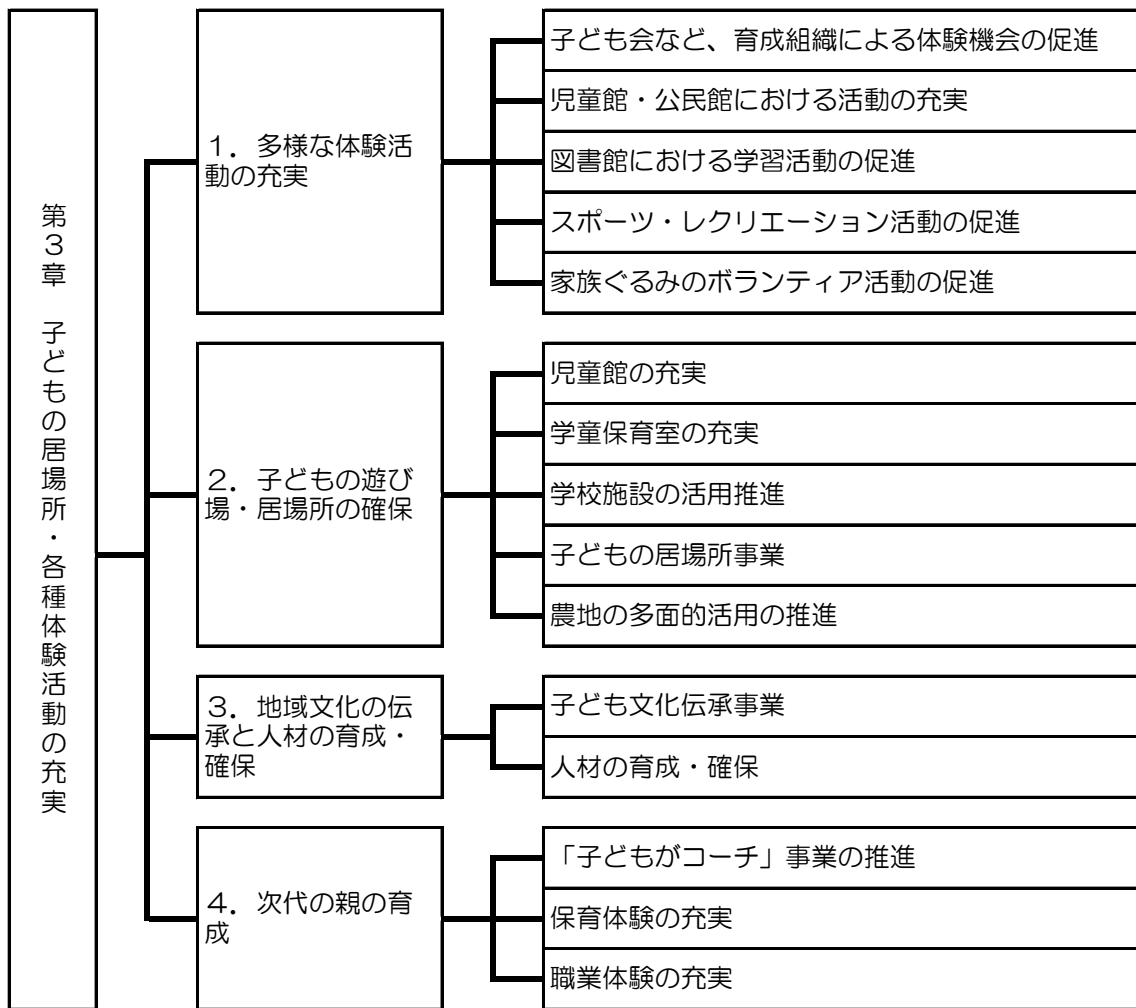 第３章　子どもの居場所・各種体験活動の充実
１．多様な体験活
動の充実
子ども会など、育成組織による体験機会の促進
児童館・公民館における活動の充実
図書館における学習活動の促進
スポーツ・レクリエーション活動の促進
家族ぐるみのボランティア活動の促進
２．子どもの遊び
場・居場所の確保
児童館の充実
学童保育室の充実
学校施設の活用推進
子どもの居場所事業
農地の多面的活用の推進
３．地域文化の伝
承と人材の育成・
確保
子ども文化伝承事業
人材の育成・確保
４．次代の親の育
成
「子どもがコーチ」事業の推進
保育体験の充実
職業体験の充実